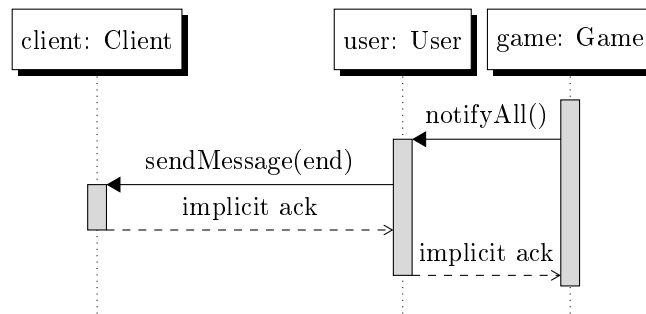 client: Client
user: User
game: Game
notifyAll()
sendMessage(end)
implicit ack
implicit ack